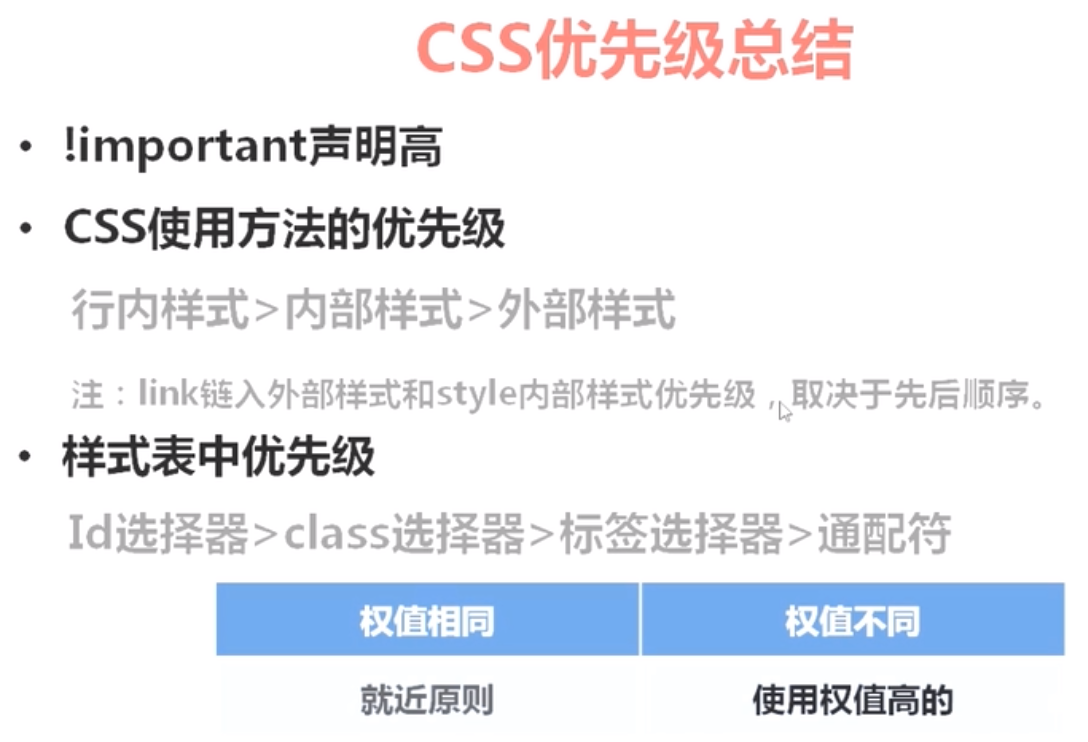 CSS优先级总结
• !important声明高
• CSS使用方法的优先级
行内样式>内部样式>外部样式
注：link链入外部样式和style内部样式优先级，取决于先后顺序。
• 样式表中优先级
Id选择器>class选择器>标签选择器>通配符
权值相同 权值不同
就近原则 使用权值高的